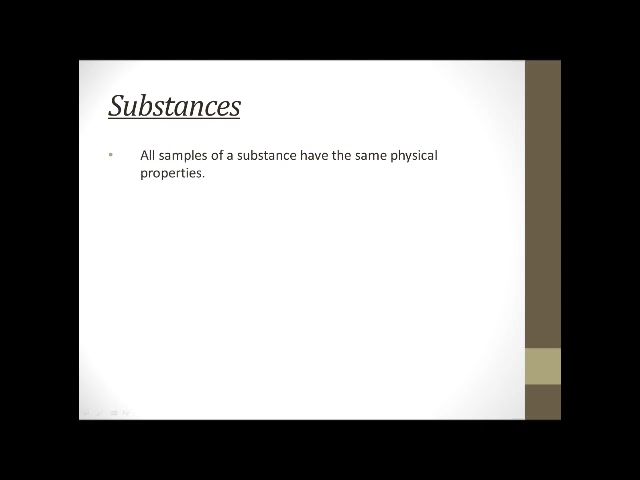 Substances
• All samples of a substance have the same physical
properties.